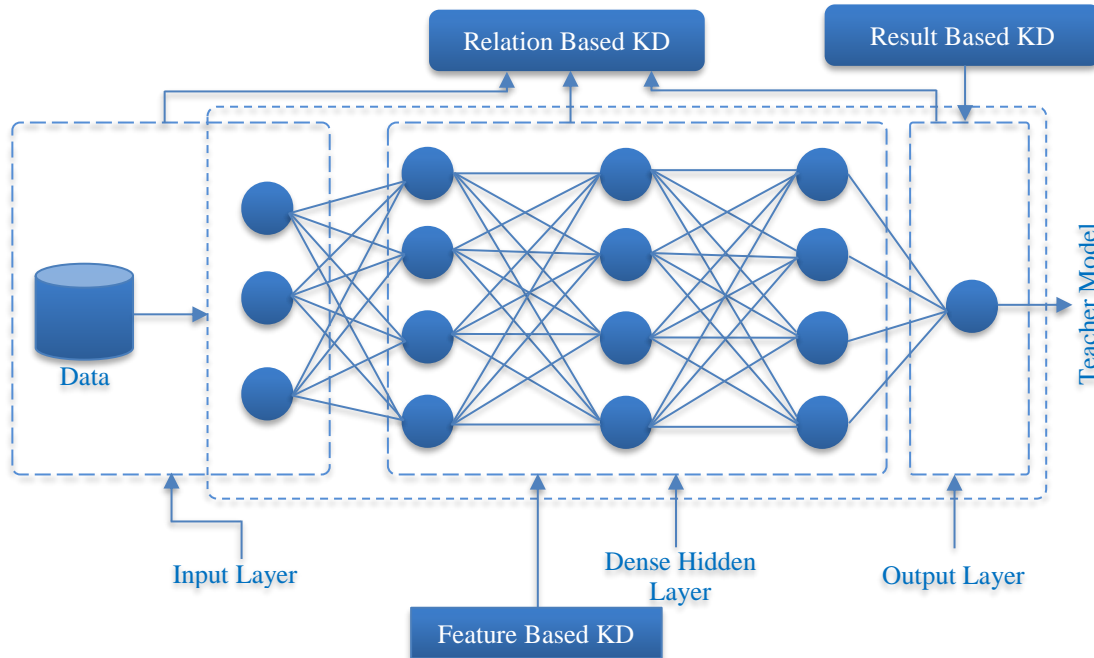 Relation Based KD
Result Based KD
Data
Teacher Model
Input Layer
Dense Hidden
Layer
Output Layer
Feature Based KD